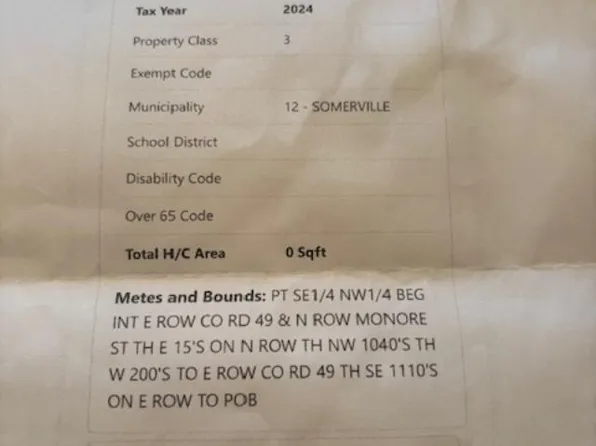 Tax Year 2024
Property Class 3
Exempt Code
Municipality 12 - SOMERVILLE
School District
Disability Code
Over 65 Code
Total H/C Area 0 Sqft
Metes and Bounds: PT SE1/4 NW1/4 BEG
INT E ROW CO RD 49 & N ROW MONORE
ST TH E 15'S ON N ROW TH NW 1040'S TH
W 200'S TO E ROW CO RD 49 TH SE 1110'S
ON E ROW TO POB